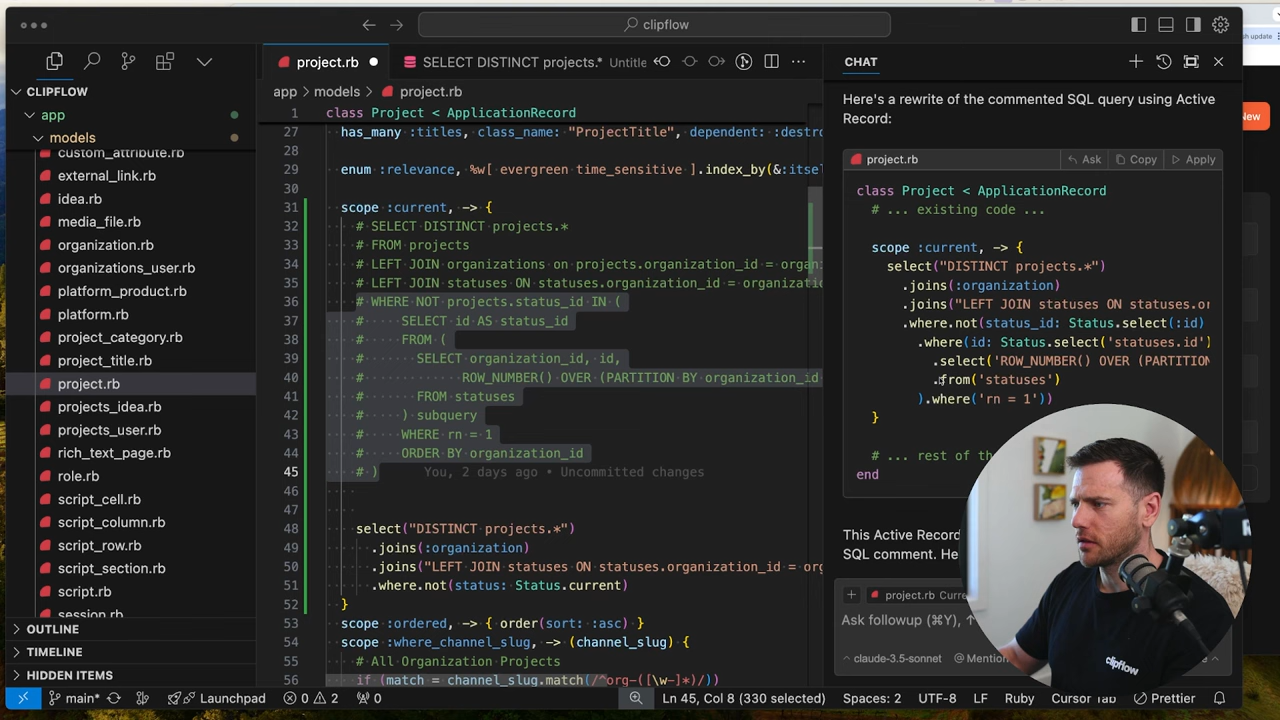 clipflow
CLIPFLOW
app
models
custom_attribute.rb
external_link.rb
idea.rb
media_file.rb
organization.rb
organizations_user.rb
platform_product.rb
platform.rb
project_category.rb
project_title.rb
project.rb
projects_idea.rb
projects_user.rb
rich_text_page.rb
role.rb
script_cell.rb
script_column.rb
script_row.rb
script_section.rb
script.rb
session.rb
OUTLINE
TIMELINE
HIDDEN ITEMS
project.rb
SELECT DISTINCT projects.* Untitle
app > models > project.rb
1 class Project < ApplicationRecord
27 has_many :titles, class_name: "ProjectTitle", dependent: :destro
28
29 enum :relevance, %w[ evergreen time_sensitive ].index_by(&:itsel
30
31 scope :current, -> {
32 # SELECT DISTINCT projects.*
33 # FROM projects
34 # LEFT JOIN organizations on projects.organization_id = organi
35 # LEFT JOIN statuses ON statuses.organization_id = organizatio
36 # WHERE NOT projects.status_id IN (
37 # SELECT id AS status_id
38 # FROM (
39 # SELECT organization_id, id,
40 # ROW_NUMBER() OVER (PARTITION BY organization_id
41 # FROM statuses
42 # ) subquery
43 # WHERE rn = 1
44 # ORDER BY organization_id
45 # ) You, 2 days ago • Uncommitted changes
46
47
48 select("DISTINCT projects.*")
49 .joins(:organization)
50 .joins("LEFT JOIN statuses ON statuses.organization_id = org
51 .where.not(status: Status.current)
52 }
53 scope :ordered, -> { order(sort: :asc) }
54 scope :where_channel_slug, -> (channel_slug) {
55 # All Organization Projects
56 if (match = channel_slug.match(/^org-([\w-]*)/))
CHAT
Here's a rewrite of the commented SQL query using Active
Record:
project.rb Ask Copy Apply
class Project < ApplicationRecord
# ... existing code ...
scope :current, -> {
select("DISTINCT projects.*")
.joins(:organization)
.joins("LEFT JOIN statuses ON statuses.or
.where.not(status_id: Status.select(:id)
.where(id: Status.select('statuses.id')
.select('ROW_NUMBER() OVER (PARTITION
.from('statuses')
).where('rn = 1'))
}
# ... rest of th
end
This Active Record
SQL comment. He
+ project.rb Curre
Ask followup (⌘Y), ↑
claude-3.5-sonnet @Mention
clipflow
sh update
New
main* Launchpad 0 2 0
Ln 45, Col 8 (330 selected) Spaces: 2 UTF-8 LF Ruby Cursor Tab Prettier